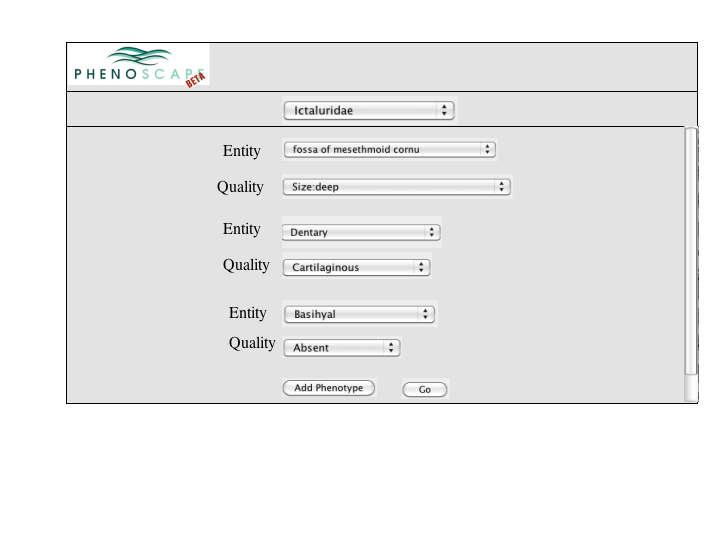 PHENOSCAPE
BETA
Ictaluridae
Entity fossa of mesethmoid cornu
Quality Size:deep
Entity Dentary
Quality Cartilaginous
Entity Basihyal
Quality Absent
Add Phenotype Go